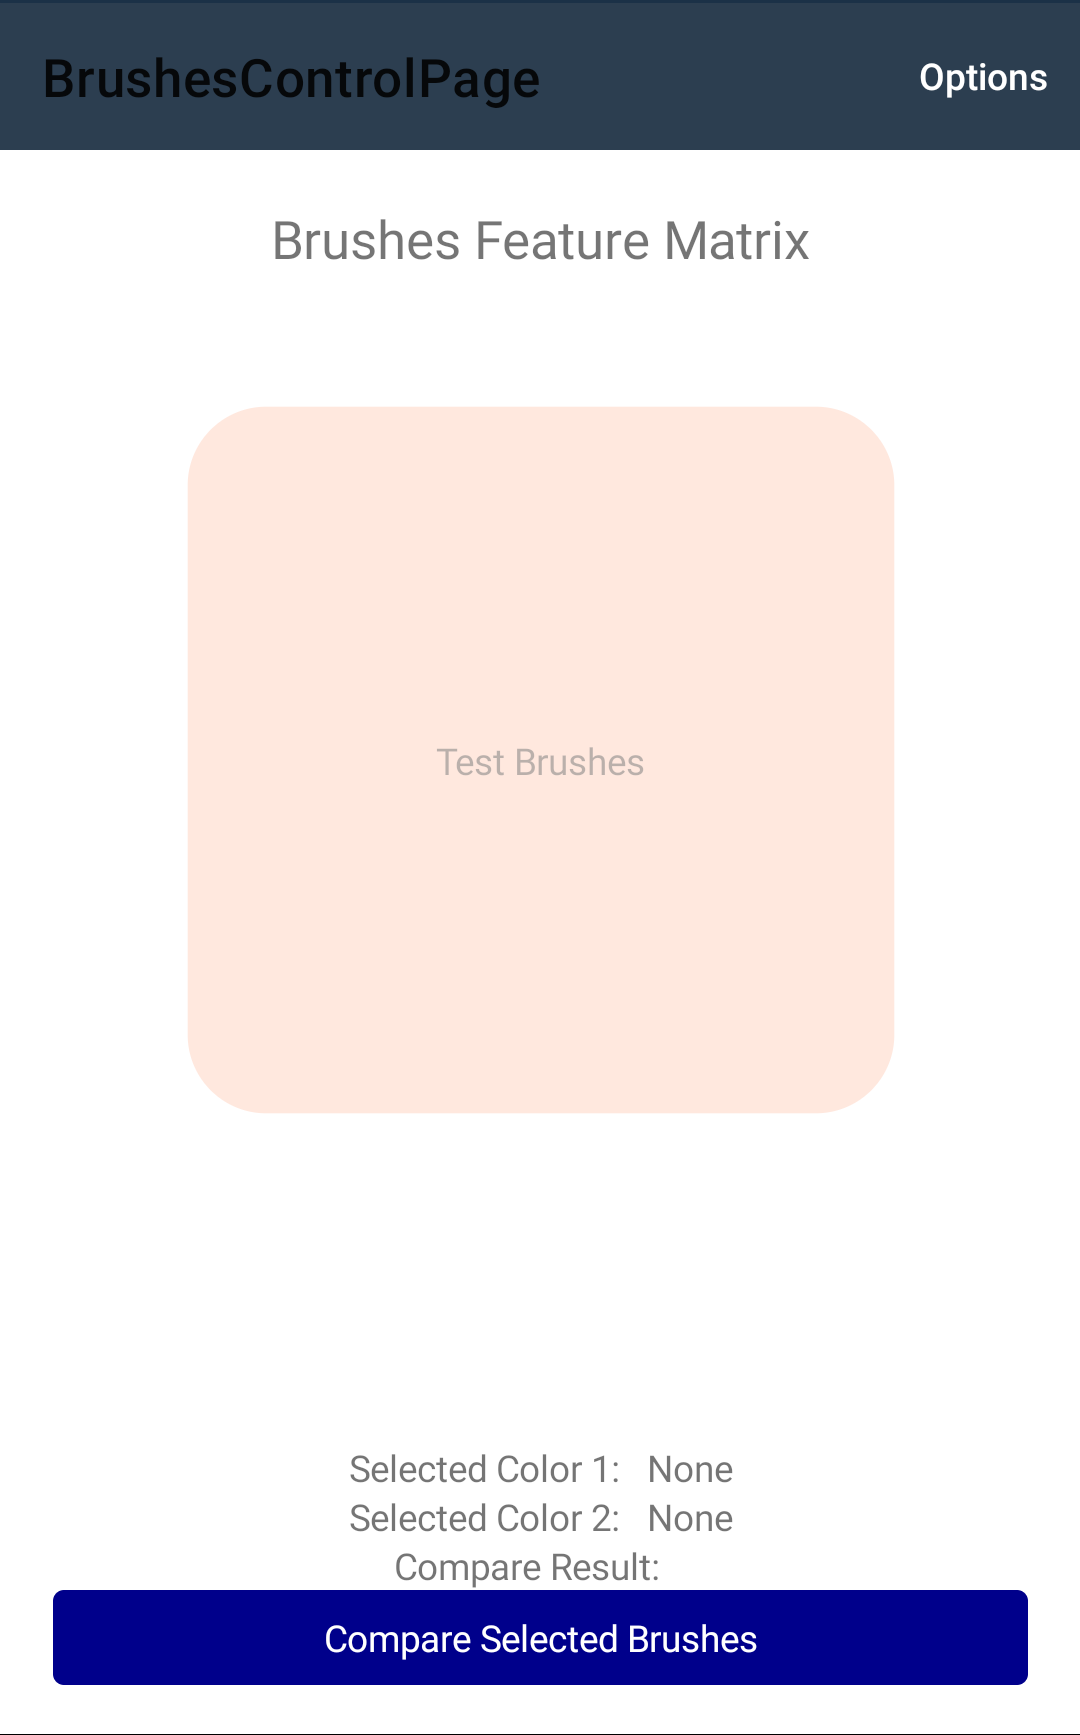 BrushesControlPage
Options
Brushes Feature Matrix
Test Brushes
Selected Color 1: None
Selected Color 2: None
Compare Result:
Compare Selected Brushes